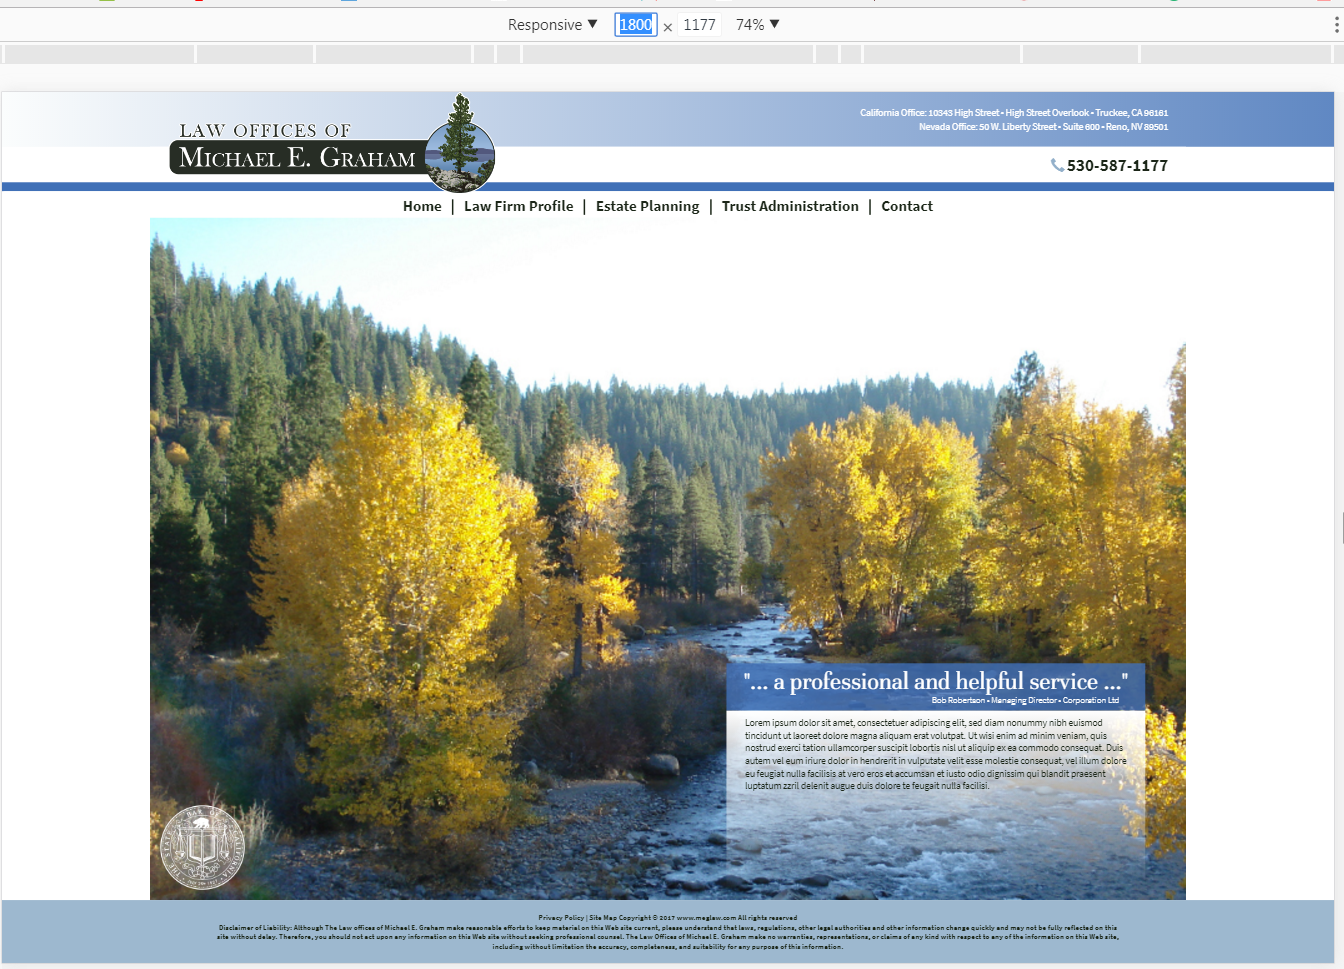 Responsive ▼ 1800 × 1177 74% ▼
California Office: 10343 High Street • High Street Overlook • Truckee, CA 96161
Nevada Office: 50 W. Liberty Street • Suite 600 • Reno, NV 89501
LAW OFFICES OF
MICHAEL E. GRAHAM
530-587-1177
Home | Law Firm Profile | Estate Planning | Trust Administration | Contact
"... a professional and helpful service ..."
Bob Robertson • Managing Director • Corporation Ltd
Lorem ipsum dolor sit amet, consectetuer adipiscing elit, sed diam nonummy nibh euismod
tincidunt ut laoreet dolore magna aliquam erat volutpat. Ut wisi enim ad minim veniam, quis
nostrud exerci tation ullamcorper suscipit lobortis nisl ut aliquip ex ea commodo consequat. Duis
autem vel eum iriure dolor in hendrerit in vulputate velit esse molestie consequat, vel illum dolore
eu feugiat nulla facilisis at vero eros et accumsan et iusto odio dignissim qui blandit praesent
luptatum zzril delenit augue duis dolore te feugait nulla facilisi.
Privacy Policy | Site Map Copyright © 2017 www.meglaw.com All rights reserved
Disclaimer of Liability: Although The Law offices of Michael E. Graham make reasonable efforts to keep material on this Web site current, please understand that laws, regulations, other legal authorities and other information change quickly and may not be fully reflected on this
site without delay. Therefore, you should not act upon any information on this Web site without seeking professional counsel. The Law Offices of Michael E. Graham make no warranties, representations, or claims of any kind with respect to any of the information on this Web site,
including without limitation the accuracy, completeness, and suitability for any purpose of this information.